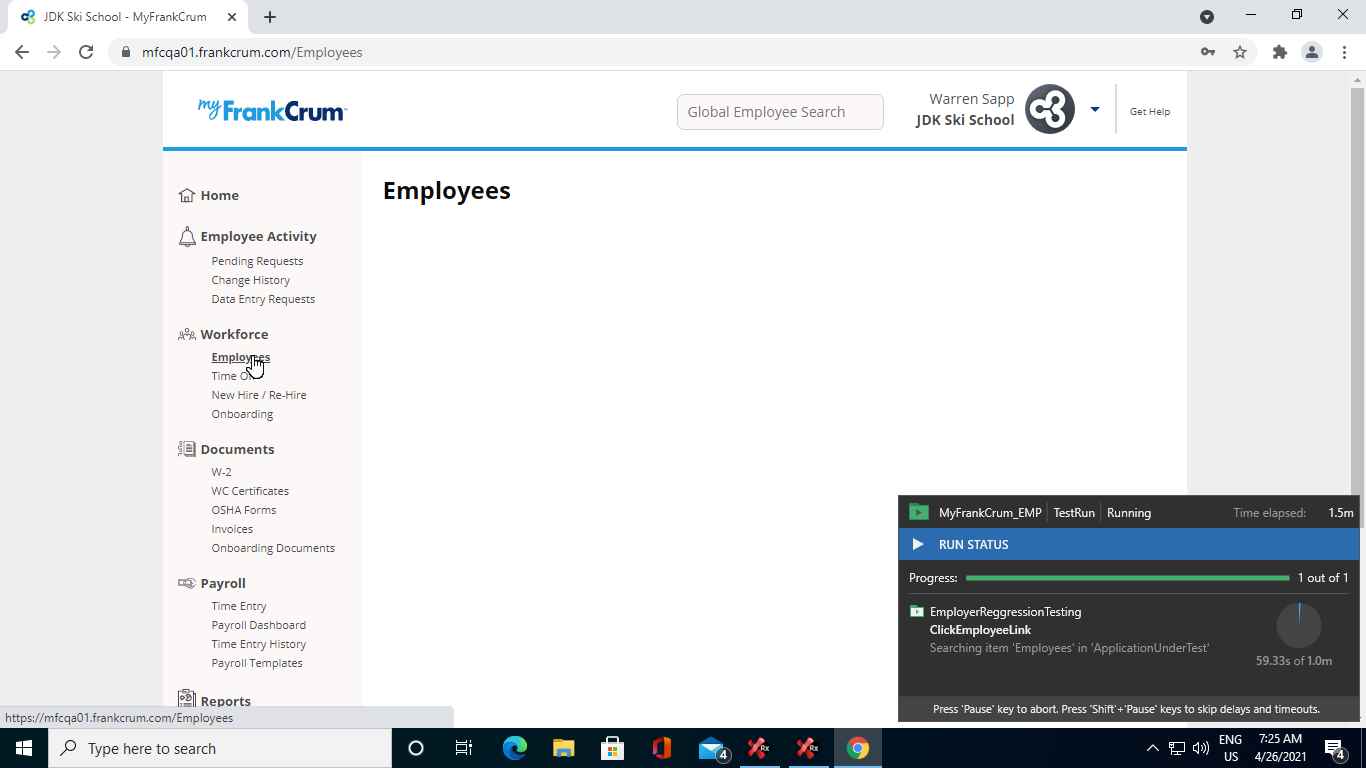 JDK Ski School - MyFrankCrum
mfcqa01.frankcrum.com/Employees
my FrankCrum
Global Employee Search
Warren Sapp
JDK Ski School
Get Help
Employees
Home
Employee Activity
Pending Requests
Change History
Data Entry Requests
Workforce
Employees
Time
New Hire / Re-Hire
Onboarding
Documents
W-2
WC Certificates
OSHA Forms
Invoices
Onboarding Documents
Payroll
Time Entry
Payroll Dashboard
Time Entry History
Payroll Templates
Reports
https://mfcqa01.frankcrum.com/Employees
MyFrankCrum_EMP TestRun Running Time elapsed: 1.5m
RUN STATUS
Progress: 1 out of 1
EmployerReggressionTesting
ClickEmployeeLink
Searching item 'Employees' in 'ApplicationUnderTest'
59.33s of 1.0m
Press 'Pause' key to abort. Press 'Shift'+'Pause' keys to skip delays and timeouts.
Type here to search
4
Rx
Rx
ENG
US
7:25 AM
4/26/2021
4